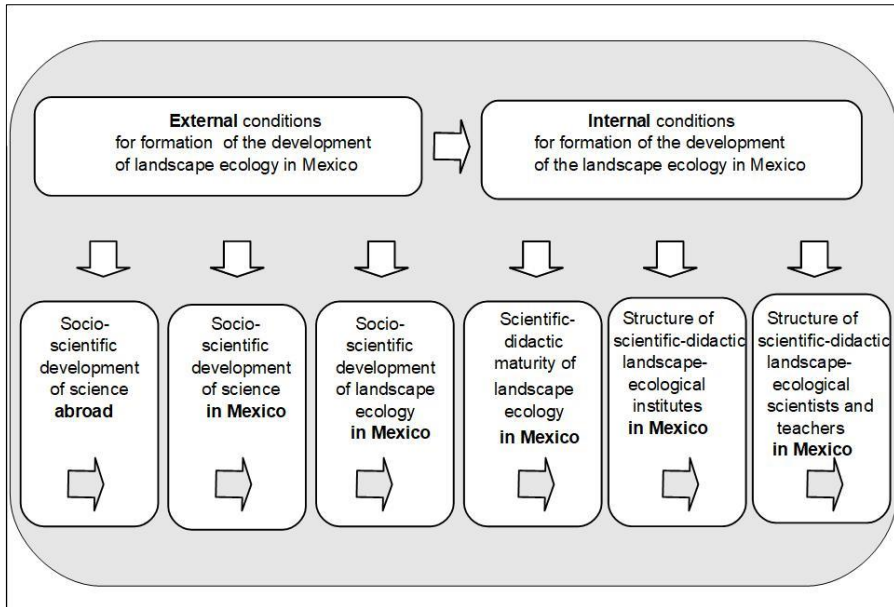 External conditions
for formation of the development
of landscape ecology in Mexico
Internal conditions
for formation of the development
of the landscape ecology in Mexico
Socio-
scientific
development
of science
abroad
Socio-
scientific
development
of science
in Mexico
Socio-
scientific
development
of landscape
ecology
in Mexico
Scientific-
didactic
maturity of
landscape
ecology
in Mexico
Structure of
scientific-didactic
landscape-
ecological
institutes
in Mexico
Structure of
scientific-didactic
landscape-
ecological
scientists and
teachers
in Mexico